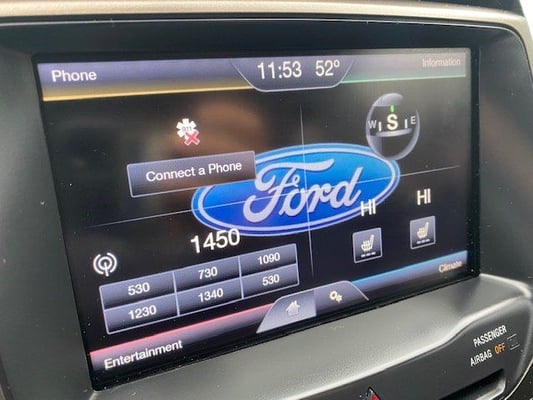 Phone
11:53 52°
Information
W S E
Connect a Phone
Ford
HI
HI
1450
530 730 1090
1230 1340 530
Entertainment
Climate
PASSENGER
AIRBAG OFF